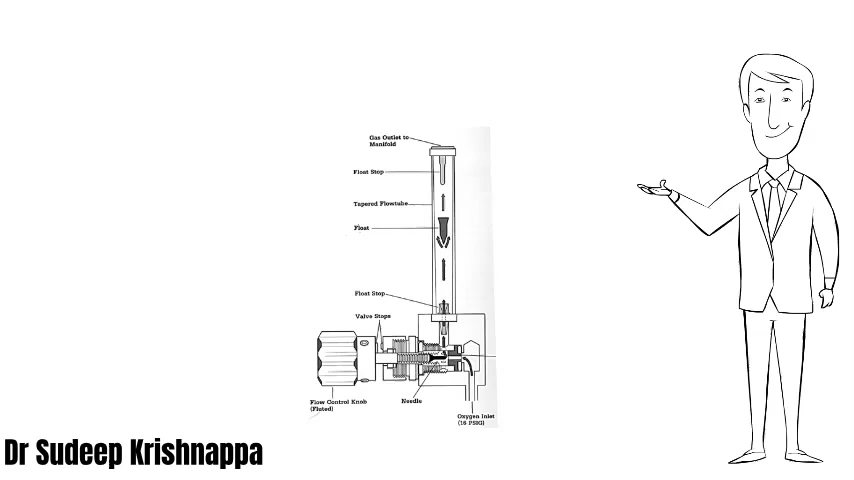 Gas Outlet to
Manifold
Float Stop
Tapered Flowtube
Float
Float Stop
Valve Stops
Flow Control Knob
(Fluted)
Needle
Oxygen Inlet
(16 PSIG)
Dr Sudeep Krishnappa